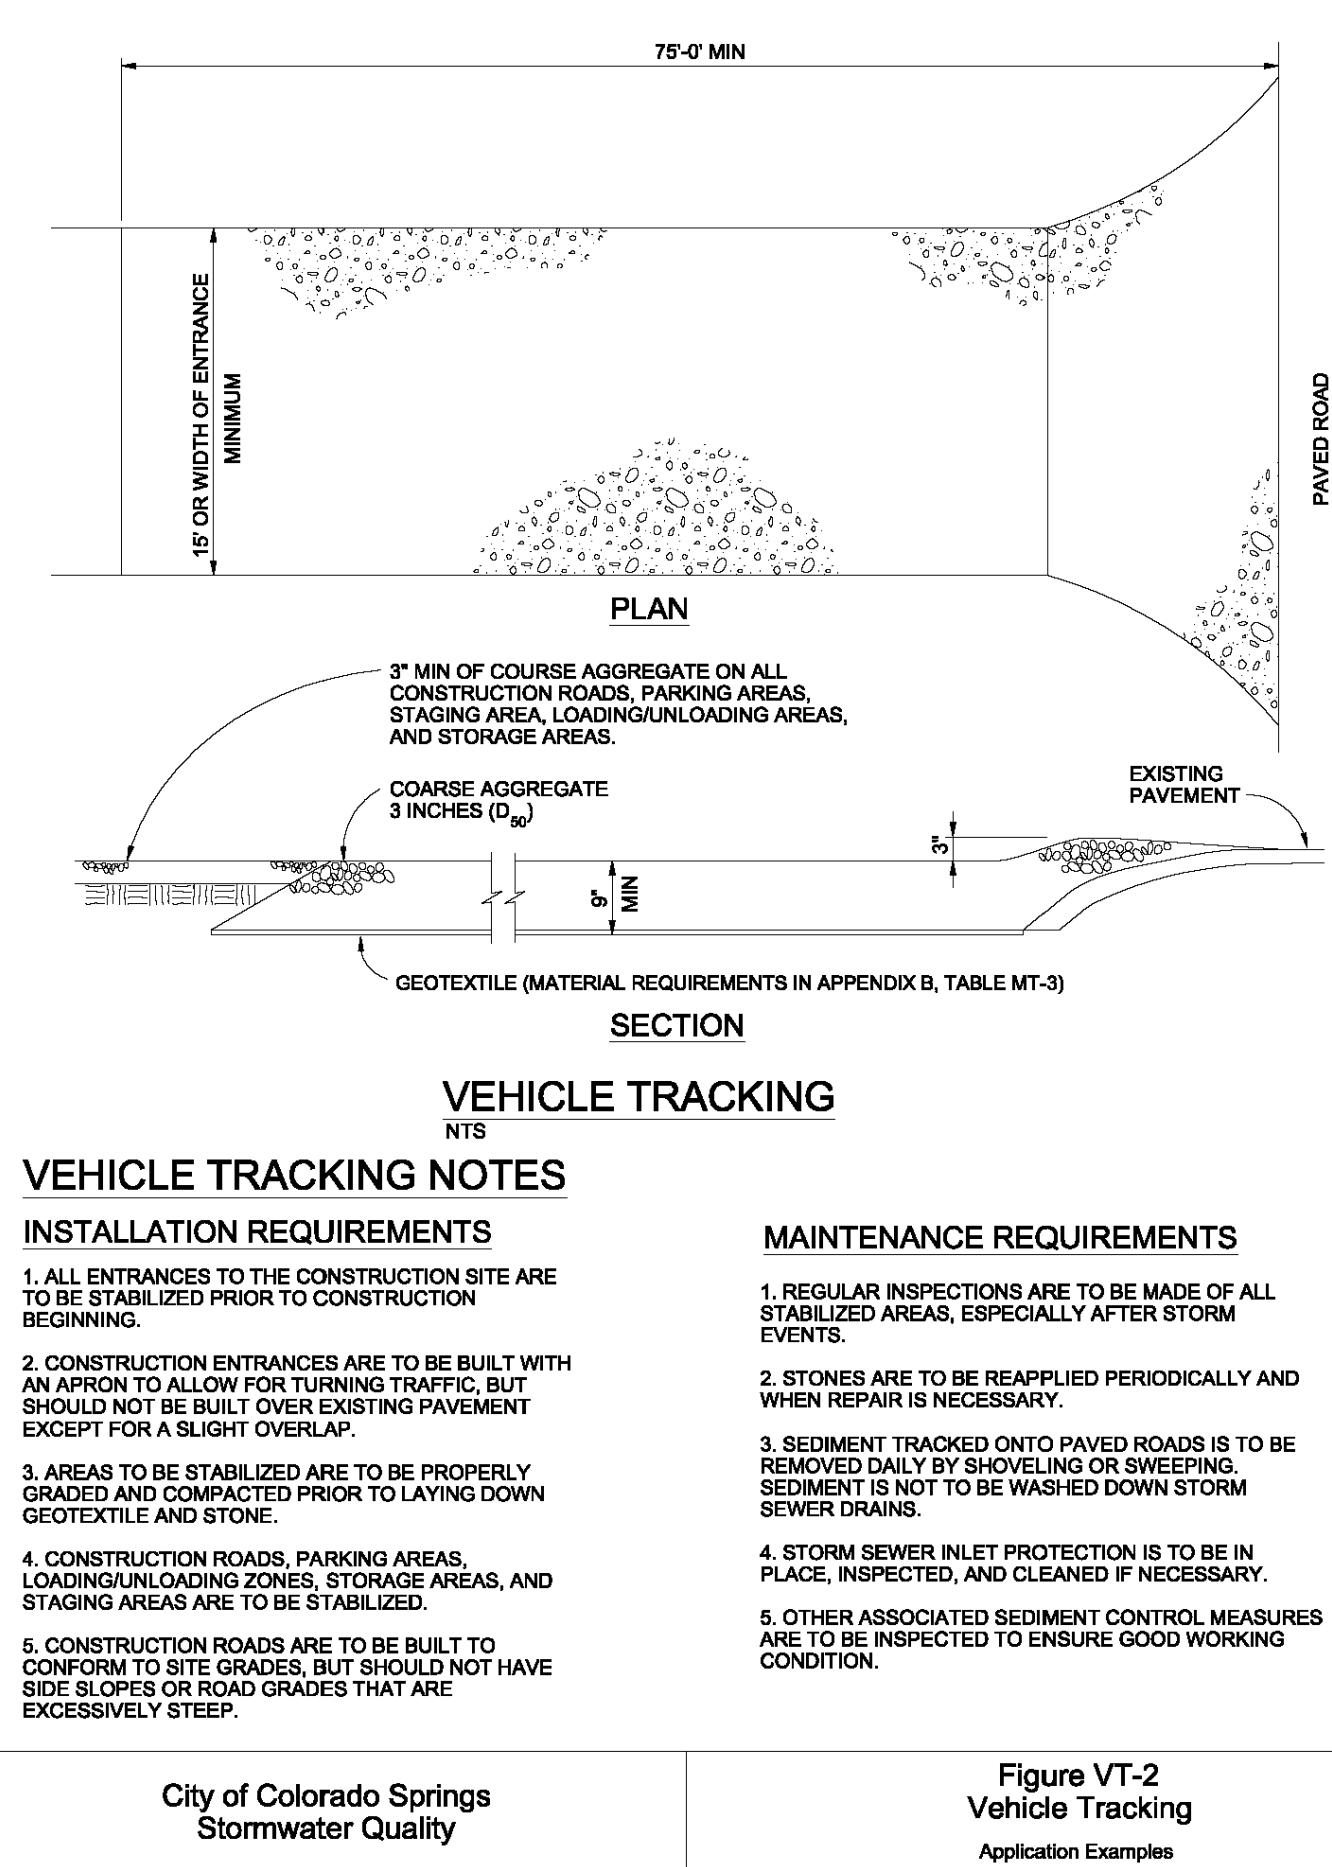 75'-0' MIN
15' OR WIDTH OF ENTRANCE
MINIMUM
PAVED ROAD
PLAN
3" MIN OF COURSE AGGREGATE ON ALL
CONSTRUCTION ROADS, PARKING AREAS,
STAGING AREA, LOADING/UNLOADING AREAS,
AND STORAGE AREAS.
COARSE AGGREGATE
3 INCHES (D50)
EXISTING
PAVEMENT
3"
9"
MIN
GEOTEXTILE (MATERIAL REQUIREMENTS IN APPENDIX B, TABLE MT-3)
SECTION
VEHICLE TRACKING
NTS
VEHICLE TRACKING NOTES
INSTALLATION REQUIREMENTS
1. ALL ENTRANCES TO THE CONSTRUCTION SITE ARE
TO BE STABILIZED PRIOR TO CONSTRUCTION
BEGINNING.
2. CONSTRUCTION ENTRANCES ARE TO BE BUILT WITH
AN APRON TO ALLOW FOR TURNING TRAFFIC, BUT
SHOULD NOT BE BUILT OVER EXISTING PAVEMENT
EXCEPT FOR A SLIGHT OVERLAP.
3. AREAS TO BE STABILIZED ARE TO BE PROPERLY
GRADED AND COMPACTED PRIOR TO LAYING DOWN
GEOTEXTILE AND STONE.
4. CONSTRUCTION ROADS, PARKING AREAS,
LOADING/UNLOADING ZONES, STORAGE AREAS, AND
STAGING AREAS ARE TO BE STABILIZED.
5. CONSTRUCTION ROADS ARE TO BE BUILT TO
CONFORM TO SITE GRADES, BUT SHOULD NOT HAVE
SIDE SLOPES OR ROAD GRADES THAT ARE
EXCESSIVELY STEEP.
MAINTENANCE REQUIREMENTS
1. REGULAR INSPECTIONS ARE TO BE MADE OF ALL
STABILIZED AREAS, ESPECIALLY AFTER STORM
EVENTS.
2. STONES ARE TO BE REAPPLIED PERIODICALLY AND
WHEN REPAIR IS NECESSARY.
3. SEDIMENT TRACKED ONTO PAVED ROADS IS TO BE
REMOVED DAILY BY SHOVELING OR SWEEPING.
SEDIMENT IS NOT TO BE WASHED DOWN STORM
SEWER DRAINS.
4. STORM SEWER INLET PROTECTION IS TO BE IN
PLACE, INSPECTED, AND CLEANED IF NECESSARY.
5. OTHER ASSOCIATED SEDIMENT CONTROL MEASURES
ARE TO BE INSPECTED TO ENSURE GOOD WORKING
CONDITION.
City of Colorado Springs
Stormwater Quality
Figure VT-2
Vehicle Tracking
Application Examples